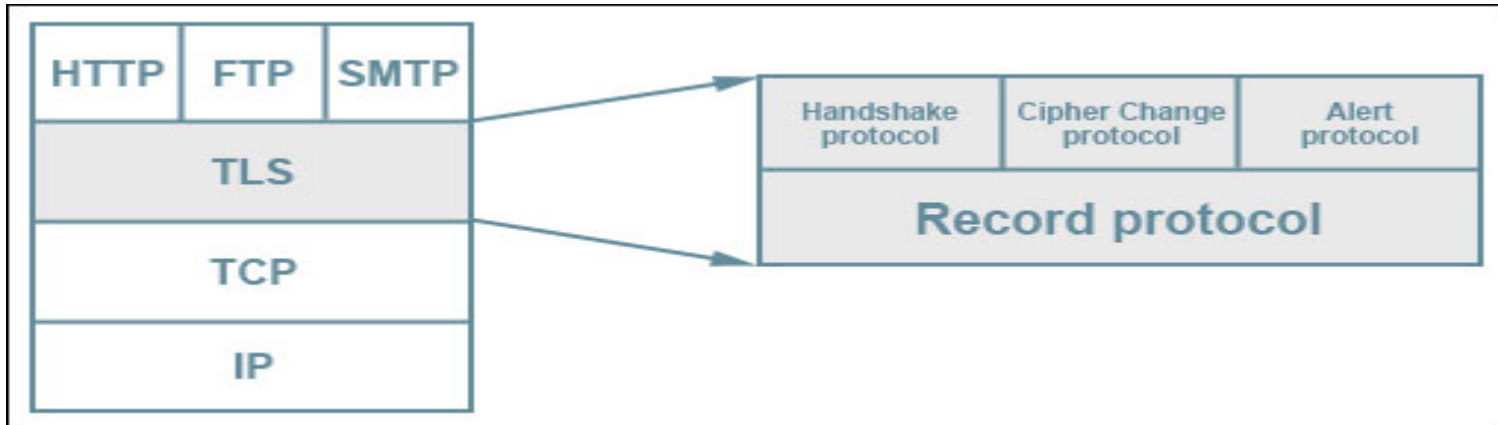 HTTP FTP SMTP
TLS
TCP
IP
Handshake
protocol
Cipher Change
protocol
Alert
protocol
Record protocol